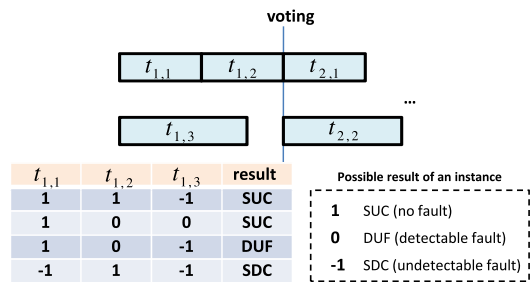 voting
t1,1 t1,2 t2,1
...
t1,3 t2,2
t1,1 t1,2 t1,3 result
1 1 -1 SUC
1 0 0 SUC
1 0 -1 DUF
-1 1 -1 SDC
Possible result of an instance
1 SUC (no fault)
0 DUF (detectable fault)
-1 SDC (undetectable fault)